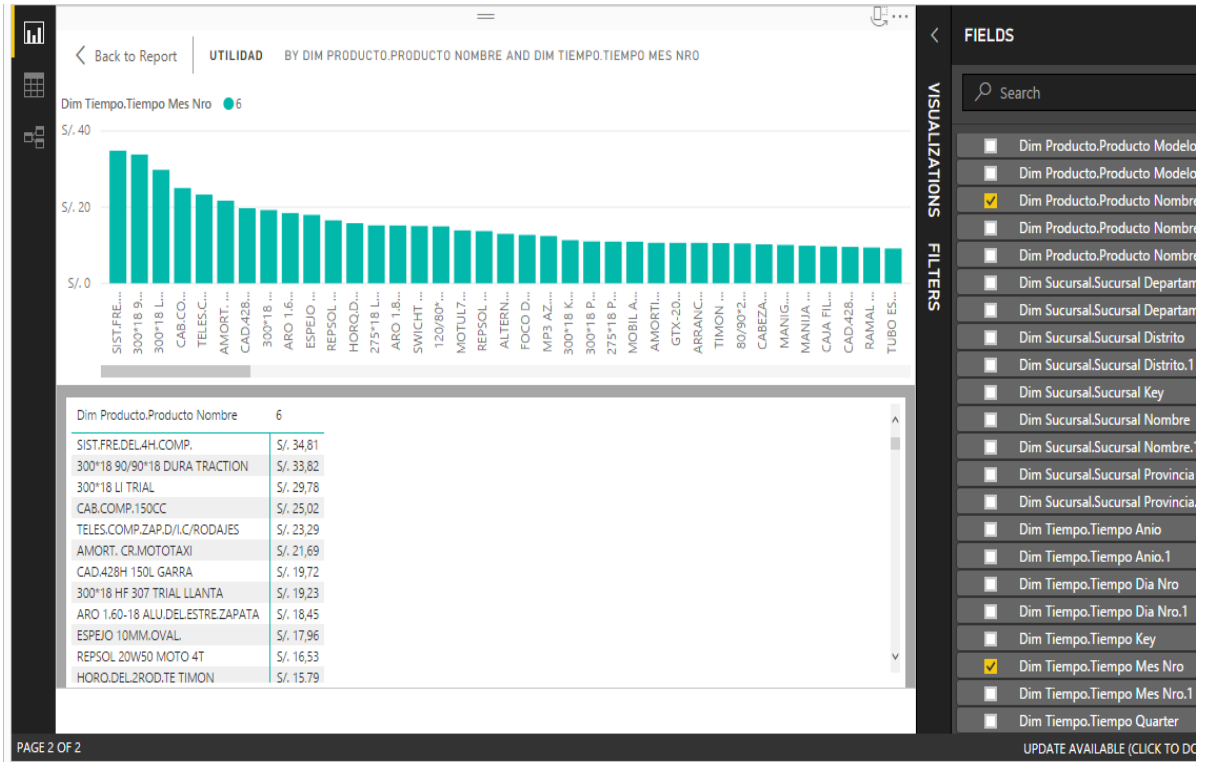 Back to Report
UTILIDAD BY DIM PRODUCTO.PRODUCTO NOMBRE AND DIM TIEMPO.TIEMPO MES NRO
Dim Tiempo.Tiempo Mes Nro 6
S/. 40
S/. 20
S/. 0
SIST.FRE...
300*18 9...
300*18 L...
CAB.CO...
TELES.C...
AMORT. ...
CAD.428...
300*18 ...
ARO 1.6...
ESPEJO ...
REPSOL ...
HORQ.D...
275*18 L...
ARO 1.8...
SWICHT ...
120/80*...
MOTUL7...
REPSOL ...
ALTERN...
FOCO D...
MP3 AZ...
300*18 K...
300*18 P...
275*18 P...
MOBIL A...
AMORTI...
GTX-20...
ARRANC...
TIMON ...
80/90*2...
CABEZA...
MANIG...
MANIJA ...
CAJA FIL...
CAD.428...
RAMAL ...
TUBO ES...
Dim Producto.Producto Nombre 6
SIST.FRE.DEL.4H.COMP. S/. 34,81
300*18 90/90*18 DURA TRACTION S/. 33,82
300*18 LI TRIAL S/. 29,78
CAB.COMP.150CC S/. 25,02
TELES.COMP.ZAP.D/I.C/RODAJES S/. 23,29
AMORT. CR.MOTOTAXI S/. 21,69
CAD.428H 150L GARRA S/. 19,72
300*18 HF 307 TRIAL LLANTA S/. 19,23
ARO 1.60-18 ALU.DEL.ESTRE.ZAPATA S/. 18,45
ESPEJO 10MM.OVAL. S/. 17,96
REPSOL 20W50 MOTO 4T S/. 16,53
HORQ.DEL.2ROD.TE TIMON S/. 15.79
VISUALIZATIONS
FILTERS
FIELDS
Search
Dim Producto.Producto Modelo
Dim Producto.Producto Modelo
Dim Producto.Producto Nombre
Dim Producto.Producto Nombre
Dim Producto.Producto Nombre
Dim Sucursal.Sucursal Departam
Dim Sucursal.Sucursal Departam
Dim Sucursal.Sucursal Distrito
Dim Sucursal.Sucursal Distrito.1
Dim Sucursal.Sucursal Key
Dim Sucursal.Sucursal Nombre
Dim Sucursal.Sucursal Nombre.1
Dim Sucursal.Sucursal Provincia
Dim Sucursal.Sucursal Provincia.
Dim Tiempo.Tiempo Anio
Dim Tiempo.Tiempo Anio.1
Dim Tiempo.Tiempo Dia Nro
Dim Tiempo.Tiempo Dia Nro.1
Dim Tiempo.Tiempo Key
Dim Tiempo.Tiempo Mes Nro
Dim Tiempo.Tiempo Mes Nro.1
Dim Tiempo.Tiempo Quarter
PAGE 2 OF 2
UPDATE AVAILABLE (CLICK TO DO